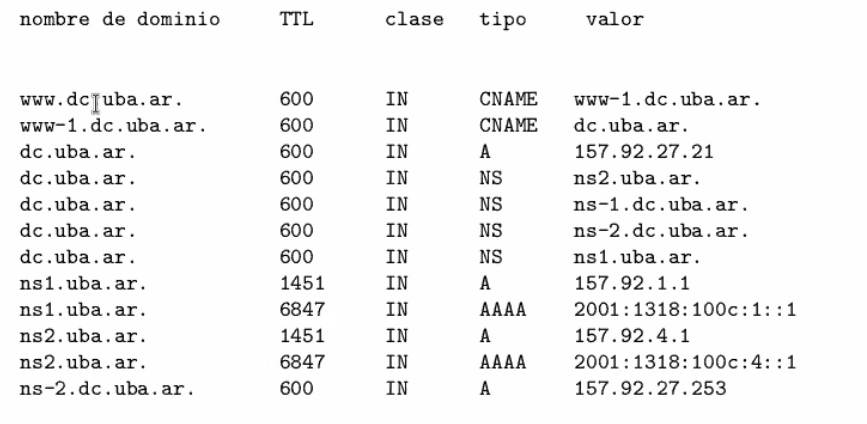 nombre de dominio TTL clase tipo valor
www.dc.uba.ar. 600 IN CNAME www-1.dc.uba.ar.
www-1.dc.uba.ar. 600 IN CNAME dc.uba.ar.
dc.uba.ar. 600 IN A 157.92.27.21
dc.uba.ar. 600 IN NS ns2.uba.ar.
dc.uba.ar. 600 IN NS ns-1.dc.uba.ar.
dc.uba.ar. 600 IN NS ns-2.dc.uba.ar.
dc.uba.ar. 600 IN NS ns1.uba.ar.
ns1.uba.ar. 1451 IN A 157.92.1.1
ns1.uba.ar. 6847 IN AAAA 2001:1318:100c:1::1
ns2.uba.ar. 1451 IN A 157.92.4.1
ns2.uba.ar. 6847 IN AAAA 2001:1318:100c:4::1
ns-2.dc.uba.ar. 600 IN A 157.92.27.253